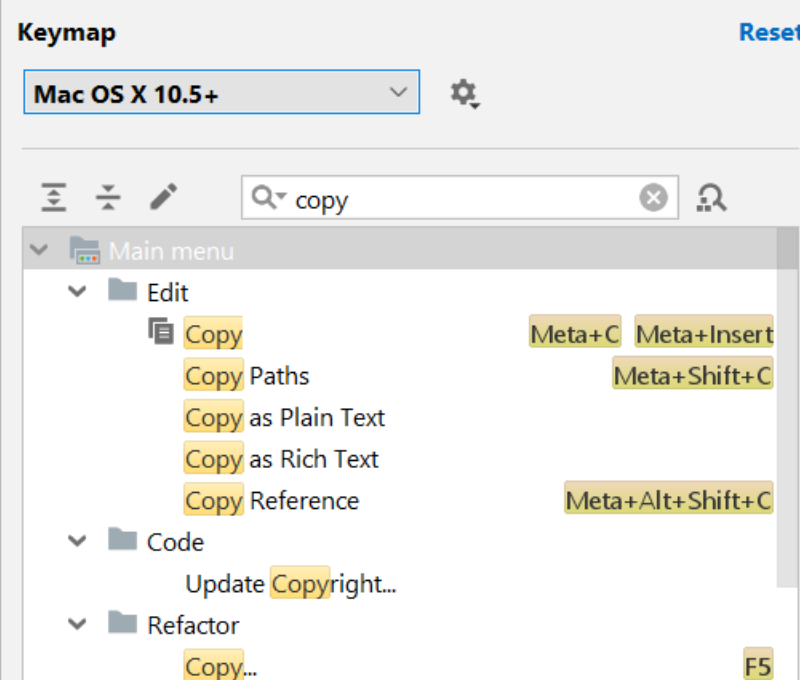 Keymap Reset
Mac OS X 10.5+
copy
Main menu
Edit
Copy Meta+C Meta+Insert
Copy Paths Meta+Shift+C
Copy as Plain Text
Copy as Rich Text
Copy Reference Meta+Alt+Shift+C
Code
Update Copyright...
Refactor
Copy... F5